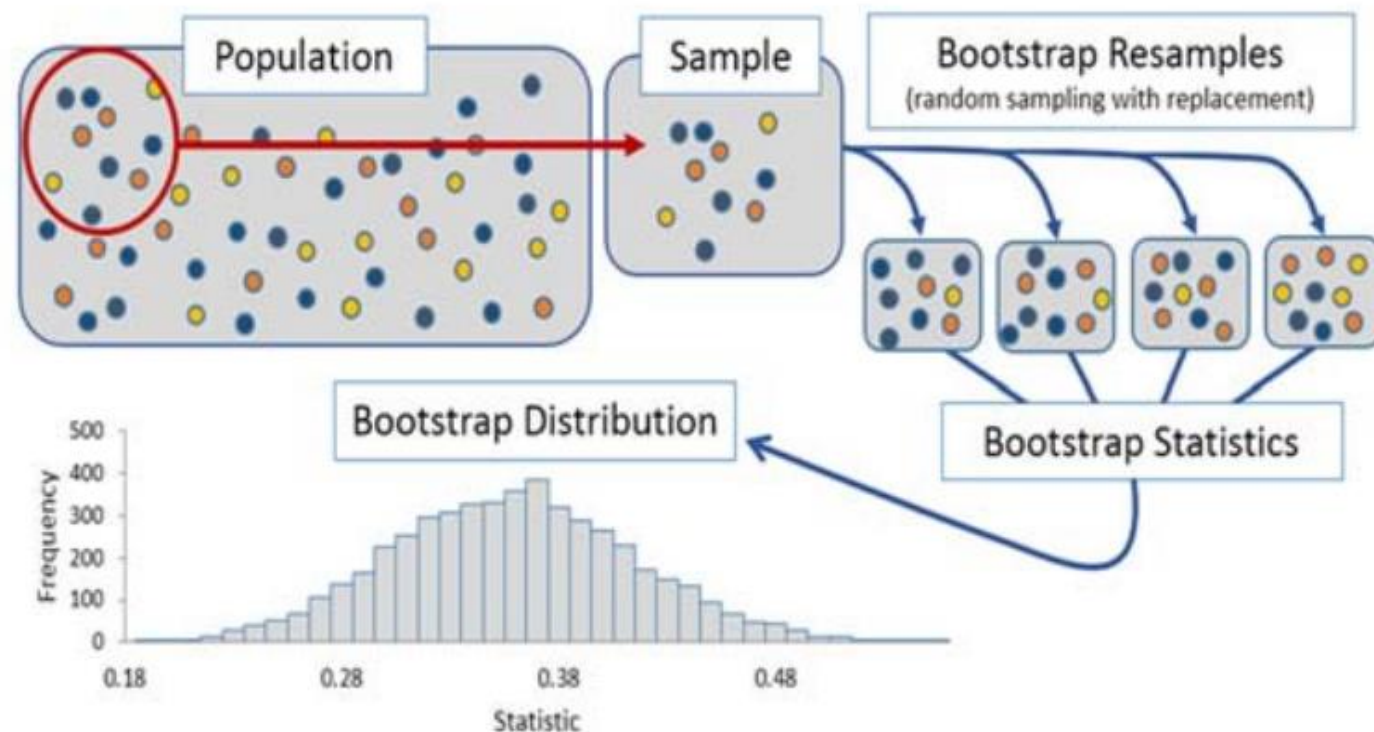 Population
Sample
Bootstrap Resamples
(random sampling with replacement)
Bootstrap Distribution
Bootstrap Statistics
500
400
300
200
100
0
Frequency
0.18
0.28
0.38
0.48
Statistic